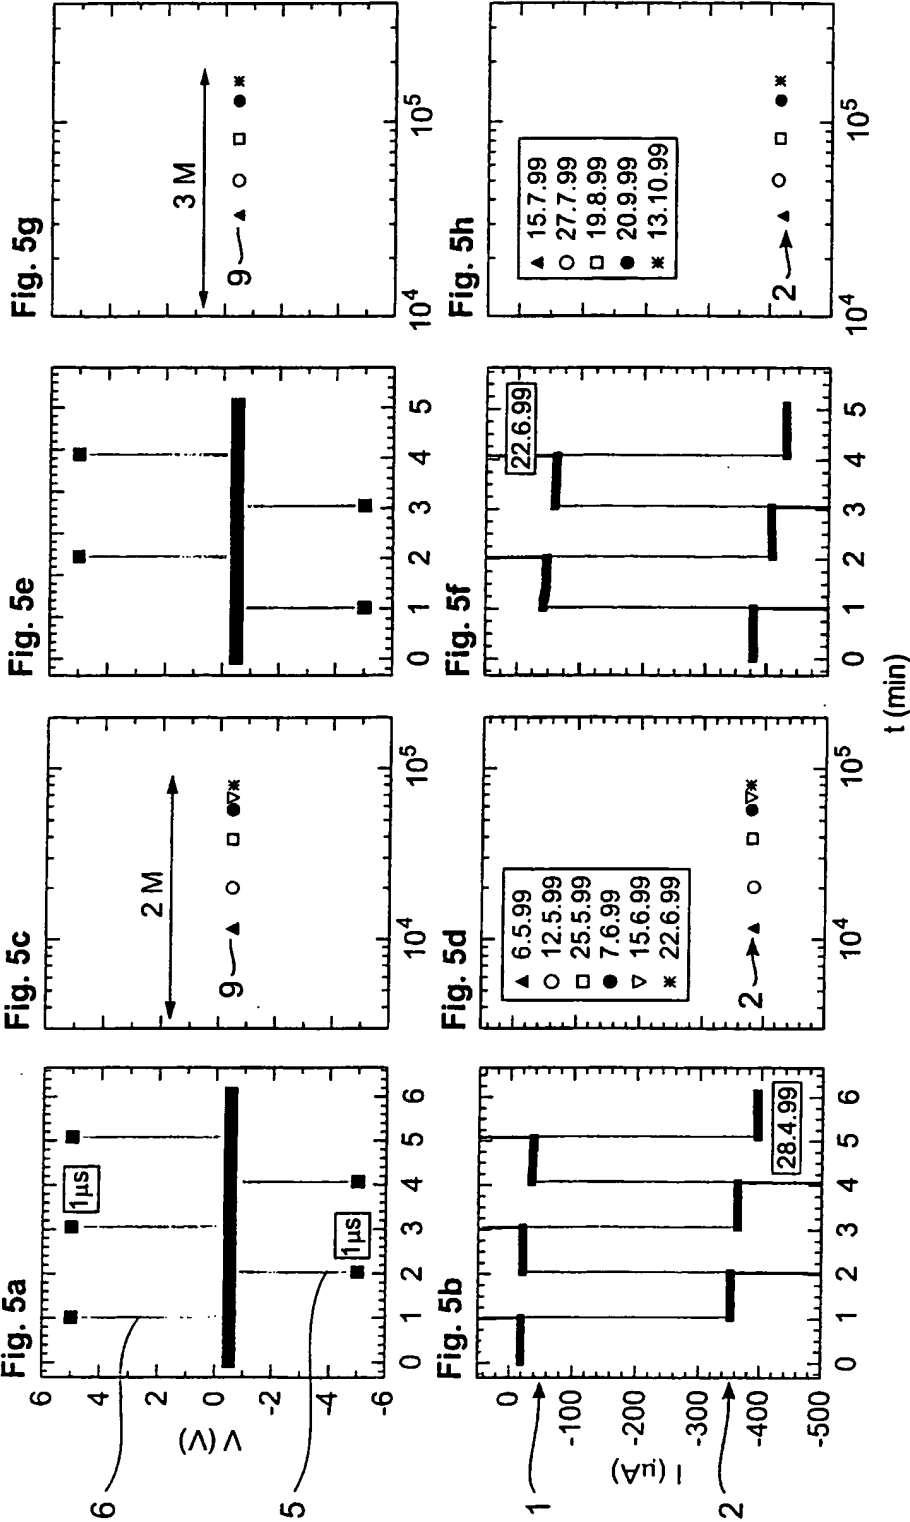 Fig. 5a
6
4
2
0
-2
-4
-6
V (V)
1µs
1µs
0 1 2 3 4 5 6
6
5
Fig. 5c
2 M
9
10⁴ 10⁵
Fig. 5e
0 1 2 3 4 5
Fig. 5g
3 M
9
10⁴ 10⁵
Fig. 5b
0
-100
-200
-300
-400
-500
I (µA)
28.4.99
0 1 2 3 4 5 6
1
2
Fig. 5d
6.5.99
12.5.99
25.5.99
7.6.99
15.6.99
22.6.99
2
10⁴ 10⁵
Fig. 5f
22.6.99
0 1 2 3 4 5
Fig. 5h
15.7.99
27.7.99
19.8.99
20.9.99
13.10.99
2
10⁴ 10⁵
t (min)